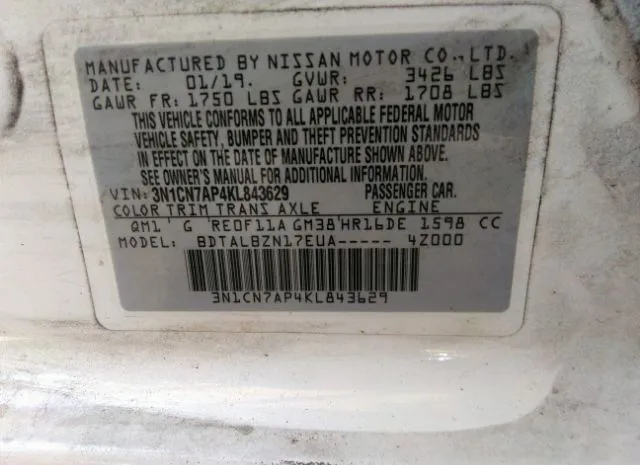 MANUFACTURED BY NISSAN MOTOR CO., LTD.
DATE: 01/19. GVWR: 3426 LBS
GAWR FR: 1750 LBS GAWR RR: 1708 LBS
THIS VEHICLE CONFORMS TO ALL APPLICABLE FEDERAL MOTOR
VEHICLE SAFETY, BUMPER AND THEFT PREVENTION STANDARDS
IN EFFECT ON THE DATE OF MANUFACTURE SHOWN ABOVE.
SEE OWNER'S MANUAL FOR ADDITIONAL INFORMATION.
VIN: 3N1CN7AP4KL843629 PASSENGER CAR.
COLOR TRIM TRANS AXLE ENGINE
QM1' G 'RE0F11A GM38'HR16DE 1598 CC
MODEL: BDTALBZN17EUA----- 4Z000
3N1CN7AP4KL843629